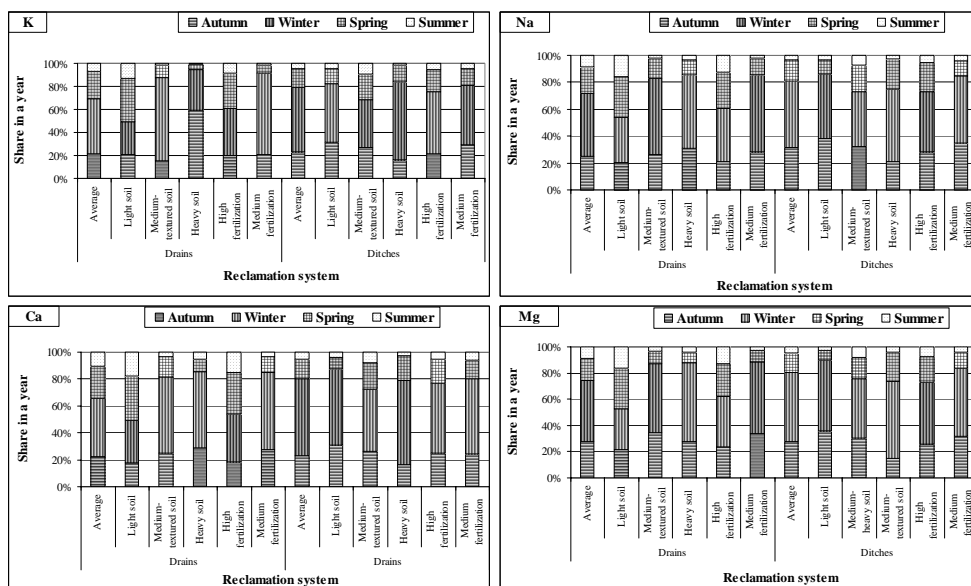 K
Autumn Winter Spring Summer
Share in a year
100%
80%
60%
40%
20%
0%
Average
Light soil
Medium-
textured soil
Heavy soil
High
fertilization
Medium
fertilization
Average
Light soil
Medium-
textured soil
Heavy soil
High
fertilization
Medium
fertilization
Drains Ditches
Reclamation system
Na
Autumn Winter Spring Summer
Share in a year
100%
80%
60%
40%
20%
0%
Average
Light soil
Medium-
textured soil
Heavy soil
High
fertilization
Medium
fertilization
Average
Light soil
Medium-
textured soil
Heavy soil
High
fertilization
Medium
fertilization
Drains Ditches
Reclamation system
Ca
Autumn Winter Spring Summer
Share in a year
100%
80%
60%
40%
20%
0%
Average
Light soil
Medium-
textured soil
Heavy soil
High
fertilization
Medium
fertilization
Average
Light soil
Medium-
textured soil
Heavy soil
High
fertilization
Medium
fertilization
Drains Drains
Reclamation system
Mg
Autumn Winter Spring Summer
Share in a year
100%
80%
60%
40%
20%
0%
Average
Light soil
Medium-
textured soil
Heavy soil
High
fertilization
Medium
fertilization
Average
Light soil
Medium-
heavy soil
Medium-
textured soil
High
fertilization
Medium
fertilization
Drains Ditches
Reclamation system